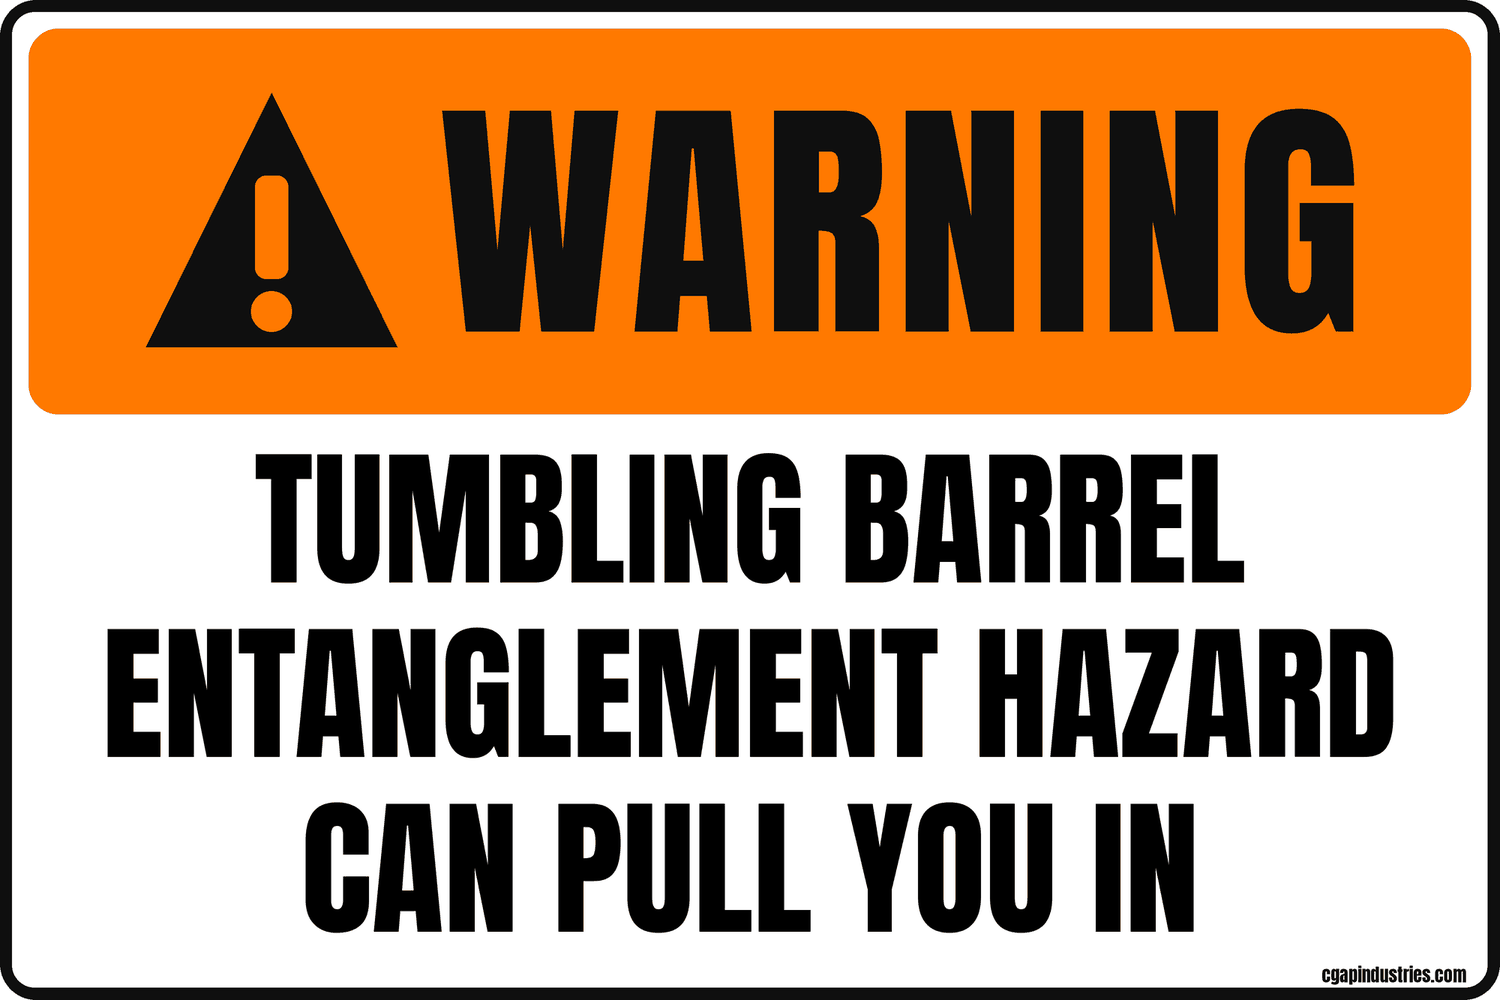 WARNING
TUMBLING BARREL
ENTANGLEMENT HAZARD
CAN PULL YOU IN
cgapindustries.com